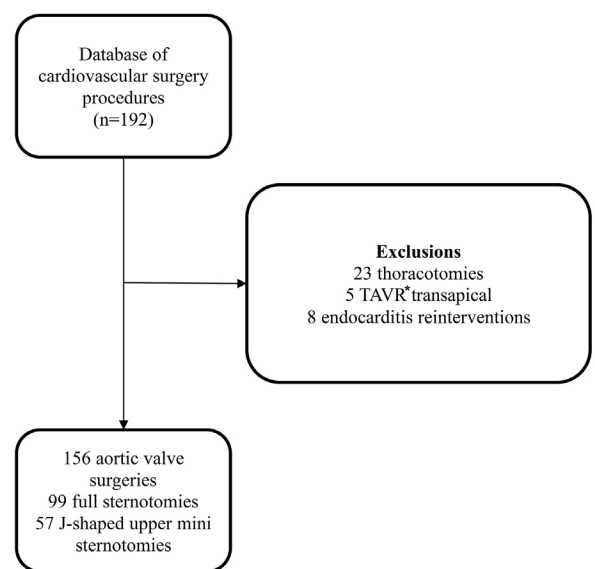 Database of
cardiovascular surgery
procedures
(n=192)
Exclusions
23 thoracotomies
5 TAVR* transapical
8 endocarditis reinterventions
156 aortic valve
surgeries
99 full sternotomies
57 J-shaped upper mini
sternotomies